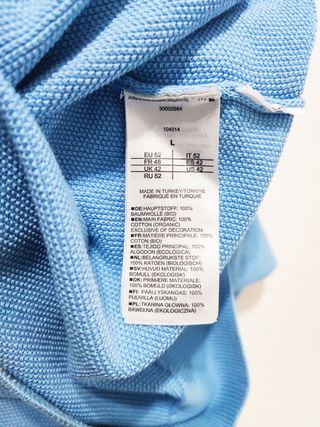 30002984
104014
L
EU 52 IT 52
FR 48 ES 42
UK 42 US 42
RU 52
MADE IN TURKEY/TÜRKIYE
FABRIQUÉ EN TURQUIE
DE:HAUPTSTOFF: 100%
BAUMWOLLE (BIO)
EN:MAIN FABRIC: 100%
COTTON (ORGANIC)
EXCLUSIVE OF DECORATION
FR:MATIÈRE PRINCIPALE: 100%
COTON (BIO)
ES:TEJIDO PRINCIPAL: 100%
ALGODÓN (ECOLÓGICA)
NL:BELANGRIJKSTE STOF:
100% KATOEN (BIOLOGISCH)
SV:HUVUD MATERIAL: 100%
BOMULL (EKOLOGISK)
DK:PRIMÆRE MATERIALE:
100% BOMULD (ØKOLOGISK)
FI: PÄÄLLYSKANGAS: 100%
PUUVILLA (LUOMU)
PL:TKANINA GŁÓWNA: 100%
BAWEŁNA (EKOLOGICZNA)